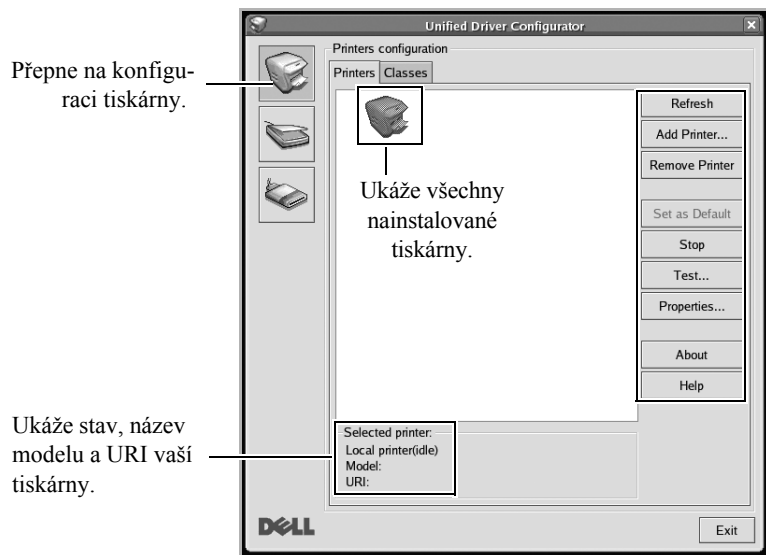 Unified Driver Configurator
Přepne na konfigu-
raci tiskárny.
Printers configuration
Printers Classes
Ukáže všechny
nainstalované
tiskárny.
Refresh
Add Printer...
Remove Printer
Set as Default
Stop
Test...
Properties...
About
Help
Ukáže stav, název
modelu a URI vaší
tiskárny.
Selected printer:
Local printer(idle)
Model:
URI:
DELL
Exit